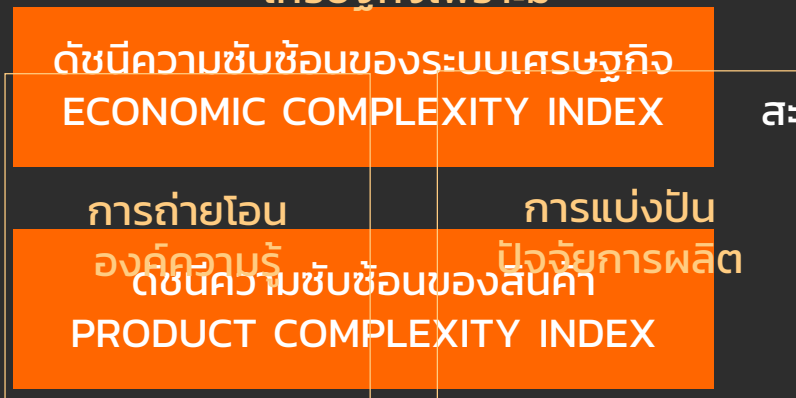 ดัชนีความซับซ้อนของระบบเศรษฐกิจ
ECONOMIC COMPLEXITY INDEX
การถ่ายโอน
องค์ความรู้
การแบ่งปัน
ปัจจัยการผลิต
ดัชนีความซับซ้อนของสินค้า
PRODUCT COMPLEXITY INDEX